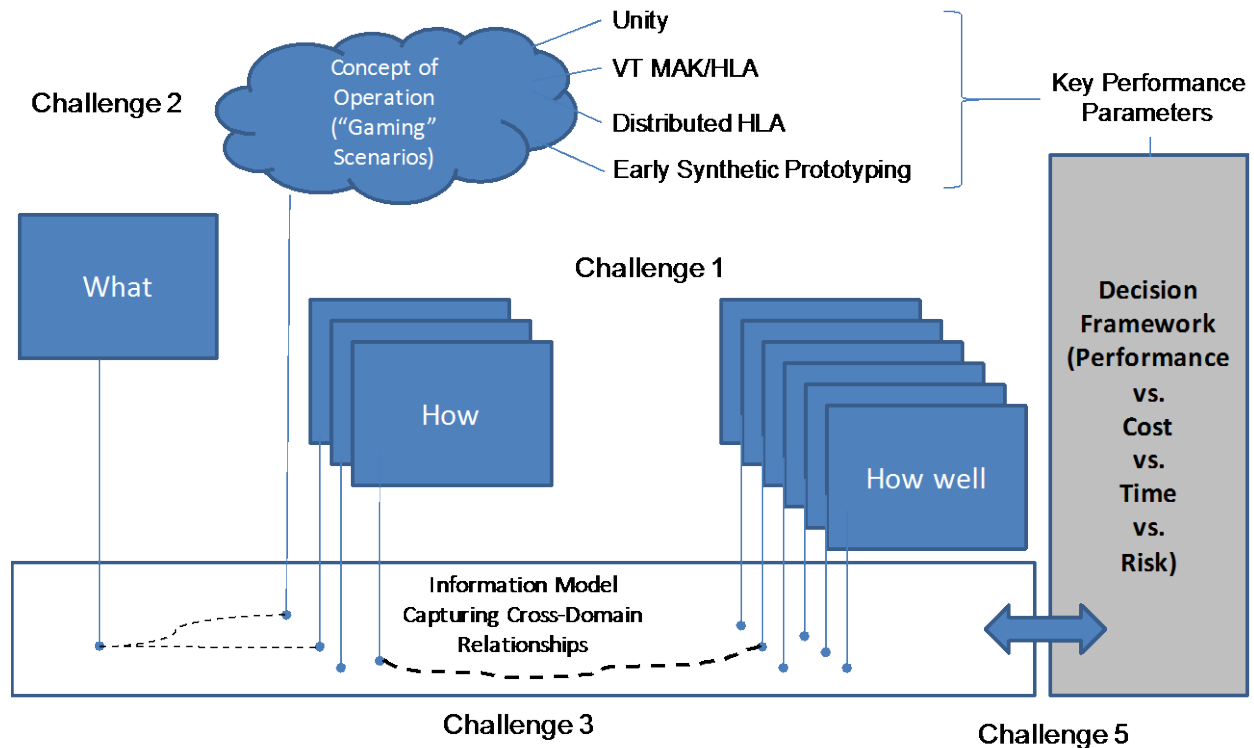 Unity
Concept of
Operation
(“Gaming”
Scenarios)
VT MAK/HLA
Key Performance
Parameters
Challenge 2
Distributed HLA
Early Synthetic Prototyping
What
Challenge 1
How
How well
Decision
Framework
(Performance
vs.
Cost
vs.
Time
vs.
Risk)
Information Model
Capturing Cross-Domain
Relationships
Challenge 3
Challenge 5